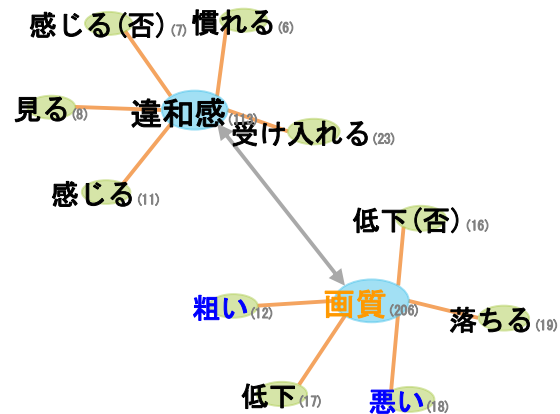 感じる(否)(7)
慣れる(6)
見る(8)
違和感(113)
受け入れる(23)
感じる(11)
低下(否)(16)
粗い(12)
画質(206)
落ちる(19)
低下(17)
悪い(18)